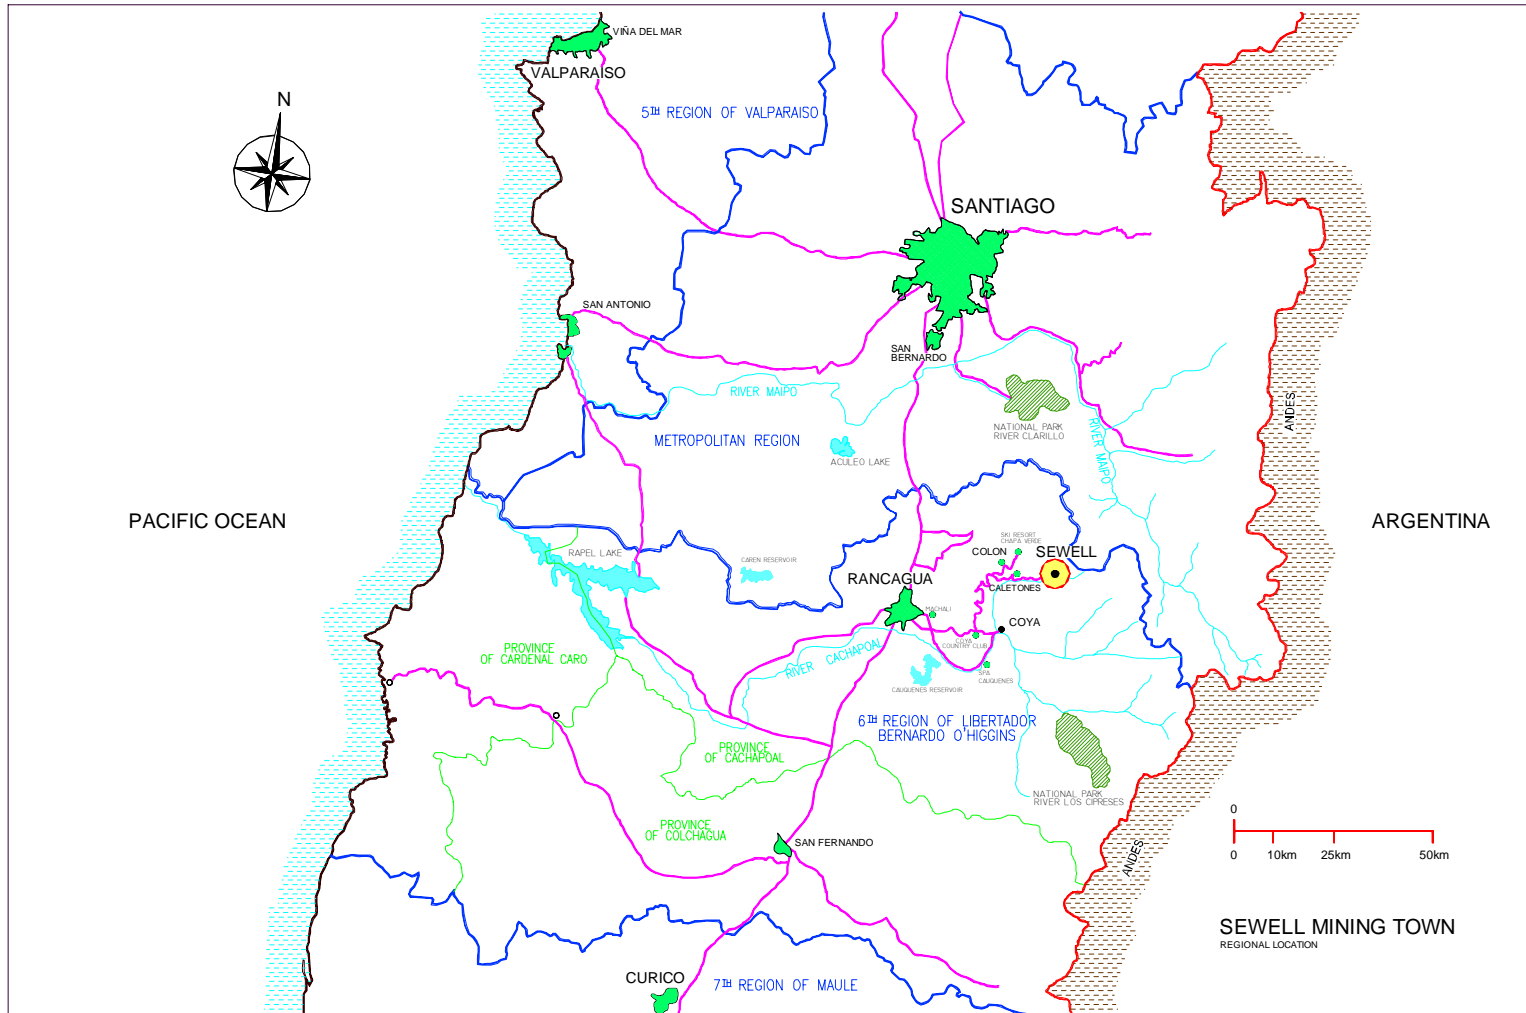 VIÑA DEL MAR
VALPARAISO
N
5TH REGION OF VALPARAISO
SANTIAGO
SAN ANTONIO
SAN
BERNARDO
RIVER MAIPO
NATIONAL PARK
RIVER CLARILLO
ANDES
METROPOLITAN REGION
RIVER MAIPO
ACULEO LAKE
PACIFIC OCEAN
ARGENTINA
SKI RESORT
CHAPA VERDE
COLON
SEWELL
RAPEL LAKE
CAREN RESERVOIR
RANCAGUA
CALETONES
MACHALI
COYA
COYA
COUNTRY CLUB
PROVINCE
OF CARDENAL CARO
RIVER CACHAPOAL
SPA
CAUQUENES
CAUQUENES RESERVOIR
6TH REGION OF LIBERTADOR
BERNARDO O'HIGGINS
PROVINCE
OF CACHAPOAL
NATIONAL PARK
RIVER LOS CIPRESES
0
PROVINCE
OF COLCHAGUA
SAN FERNANDO
ANDES
0 10km 25km 50km
SEWELL MINING TOWN
REGIONAL LOCATION
CURICO
7TH REGION OF MAULE